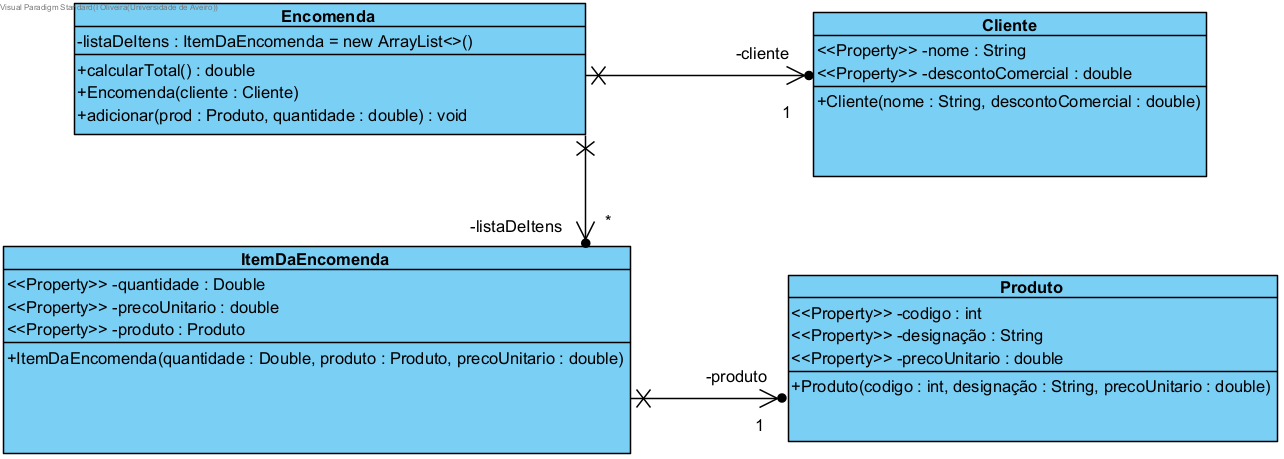 Visual Paradigm Standard(I Oliveira(Universidade de Aveiro))
Encomenda
-listaDeItens : ItemDaEncomenda = new ArrayList<>()
+calcularTotal() : double
+Encomenda(cliente : Cliente)
+adicionar(prod : Produto, quantidade : double) : void
-cliente
1
Cliente
<<Property>> -nome : String
<<Property>> -descontoComercial : double
+Cliente(nome : String, descontoComercial : double)
-listaDeItens
*
ItemDaEncomenda
<<Property>> -quantidade : Double
<<Property>> -precoUnitario : double
<<Property>> -produto : Produto
+ItemDaEncomenda(quantidade : Double, produto : Produto, precoUnitario : double)
-produto
1
Produto
<<Property>> -codigo : int
<<Property>> -designação : String
<<Property>> -precoUnitario : double
+Produto(codigo : int, designação : String, precoUnitario : double)